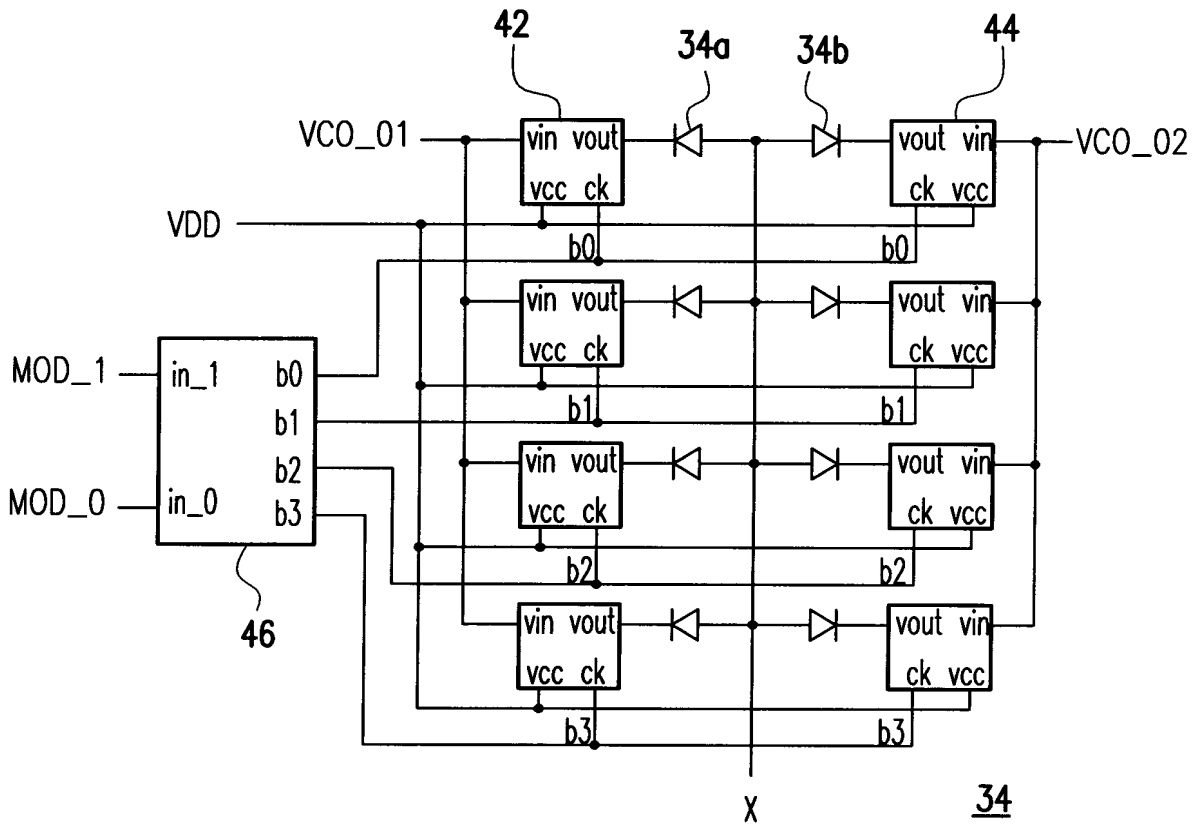 42
34a
34b
44
VCO_01
vin vout
vcc ck
vout vin
ck vcc
VCO_02
VDD
b0
b0
vin vout
vcc ck
vout vin
ck vcc
MOD_1
in_1
b0
b1
b1
b1
b2
vin vout
vcc ck
vout vin
ck vcc
MOD_0
in_0
b3
b2
b2
46
vin vout
vcc ck
vout vin
ck vcc
b3
b3
X
34